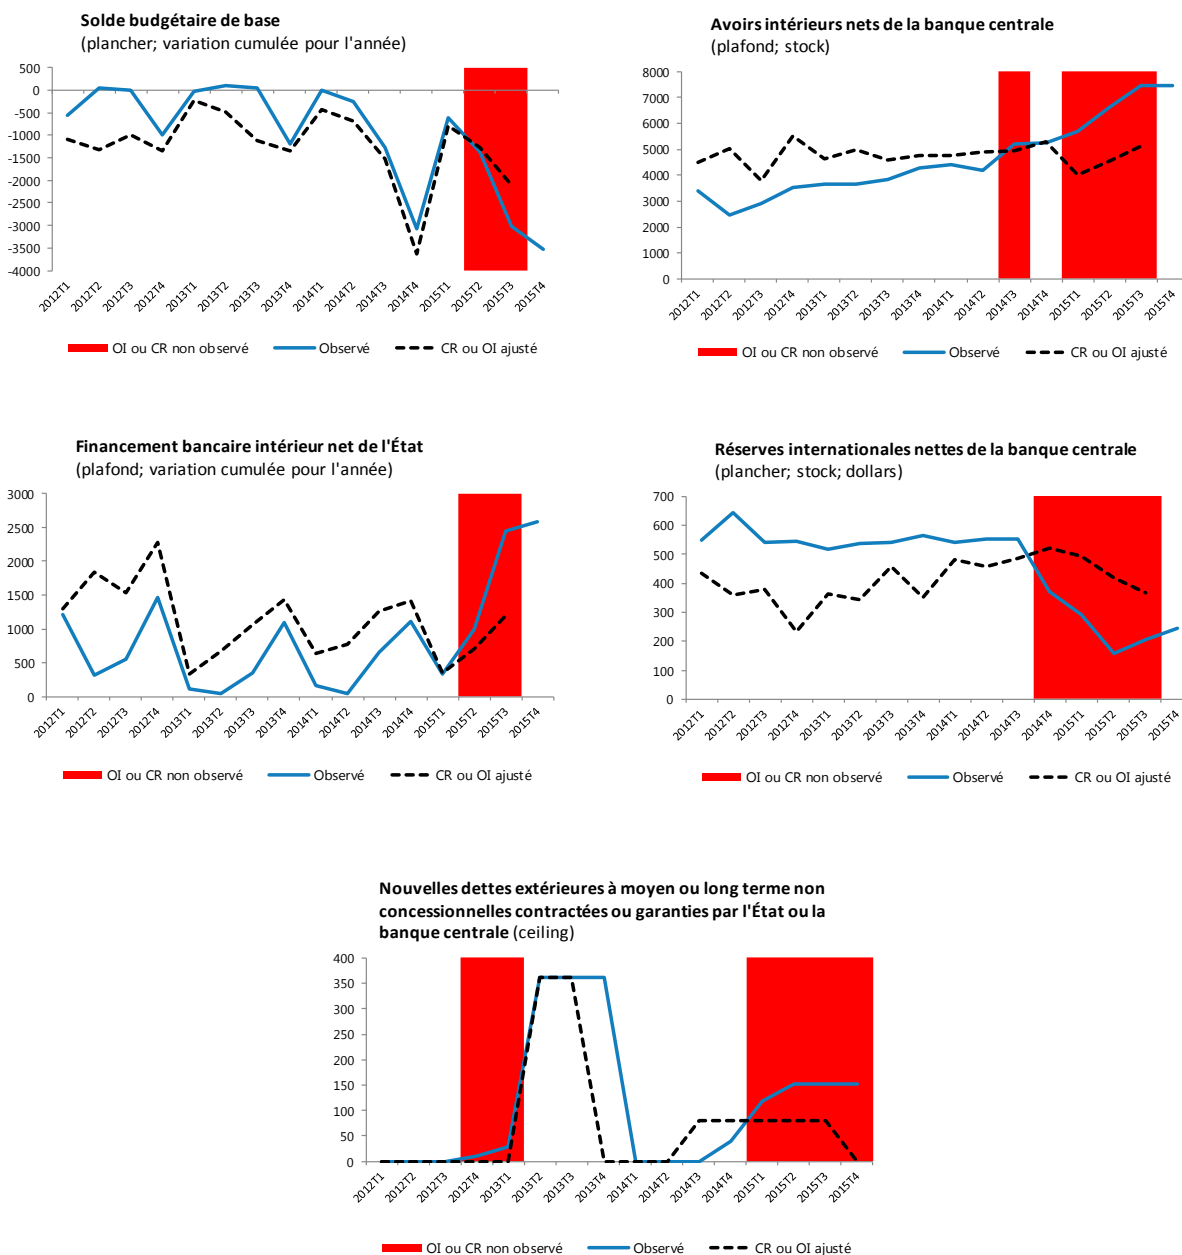 Solde budgétaire de base
(plancher; variation cumulée pour l'année)
500
0
-500
-1000
-1500
-2000
-2500
-3000
-3500
-4000
2012T1
2012T2
2012T3
2012T4
2013T1
2013T2
2013T3
2013T4
2014T1
2014T2
2014T3
2014T4
2015T1
2015T2
2015T3
2015T4
OI ou CR non observé
Observé
CR ou OI ajusté
Avoirs intérieurs nets de la banque centrale
(plafond; stock)
8000
7000
6000
5000
4000
3000
2000
1000
0
2012T1
2012T2
2012T3
2012T4
2013T1
2013T2
2013T3
2013T4
2014T1
2014T2
2014T3
2014T4
2015T1
2015T2
2015T3
2015T4
OI ou CR non observé
Observé
CR ou OI ajusté
Financement bancaire intérieur net de l'État
(plafond; variation cumulée pour l'année)
3000
2500
2000
1500
1000
500
0
2012T1
2012T2
2012T3
2012T4
2013T1
2013T2
2013T3
2013T4
2014T1
2014T2
2014T3
2014T4
2015T1
2015T2
2015T3
2015T4
OI ou CR non observé
Observé
CR ou OI ajusté
Réserves internationales nettes de la banque centrale
(plancher; stock; dollars)
700
600
500
400
300
200
100
0
2012T1
2012T2
2012T3
2012T4
2013T1
2013T2
2013T3
2013T4
2014T1
2014T2
2014T3
2014T4
2015T1
2015T2
2015T3
2015T4
OI ou CR non observé
Observé
CR ou OI ajusté
Nouvelles dettes extérieures à moyen ou long terme non
concessionnelles contractées ou garanties par l'État ou la
banque centrale (ceiling)
400
350
300
250
200
150
100
50
0
2012T1
2012T2
2012T3
2012T4
2013T1
2013T2
2013T3
2013T4
2014T1
2014T2
2014T3
2014T4
2015T1
2015T2
2015T3
2015T4
OI ou CR non observé
Observé
CR ou OI ajusté